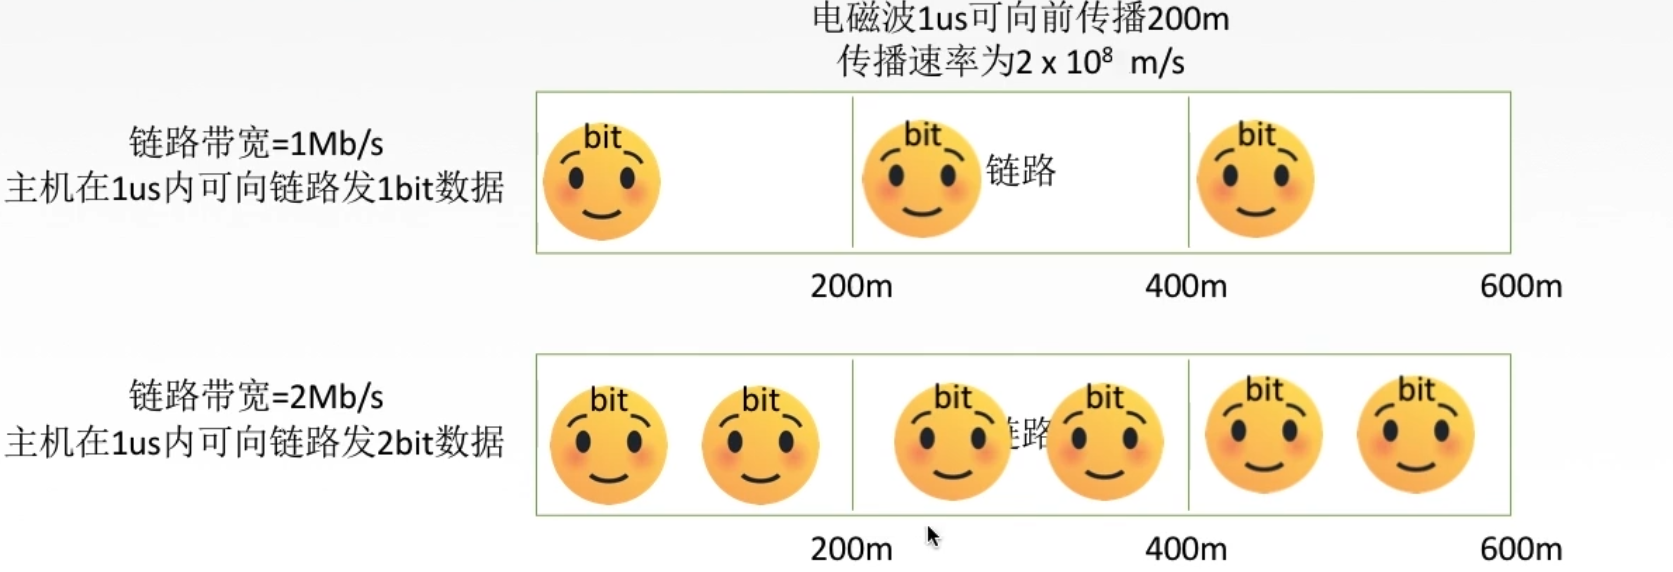 电磁波1us可向前传播200m
传播速率为2 x 10⁸ m/s
链路带宽=1Mb/s
主机在1us内可向链路发1bit数据
bit
bit
链路
bit
200m
400m
600m
链路带宽=2Mb/s
主机在1us内可向链路发2bit数据
bit
bit
bit
链路
bit
bit
bit
200m
400m
600m